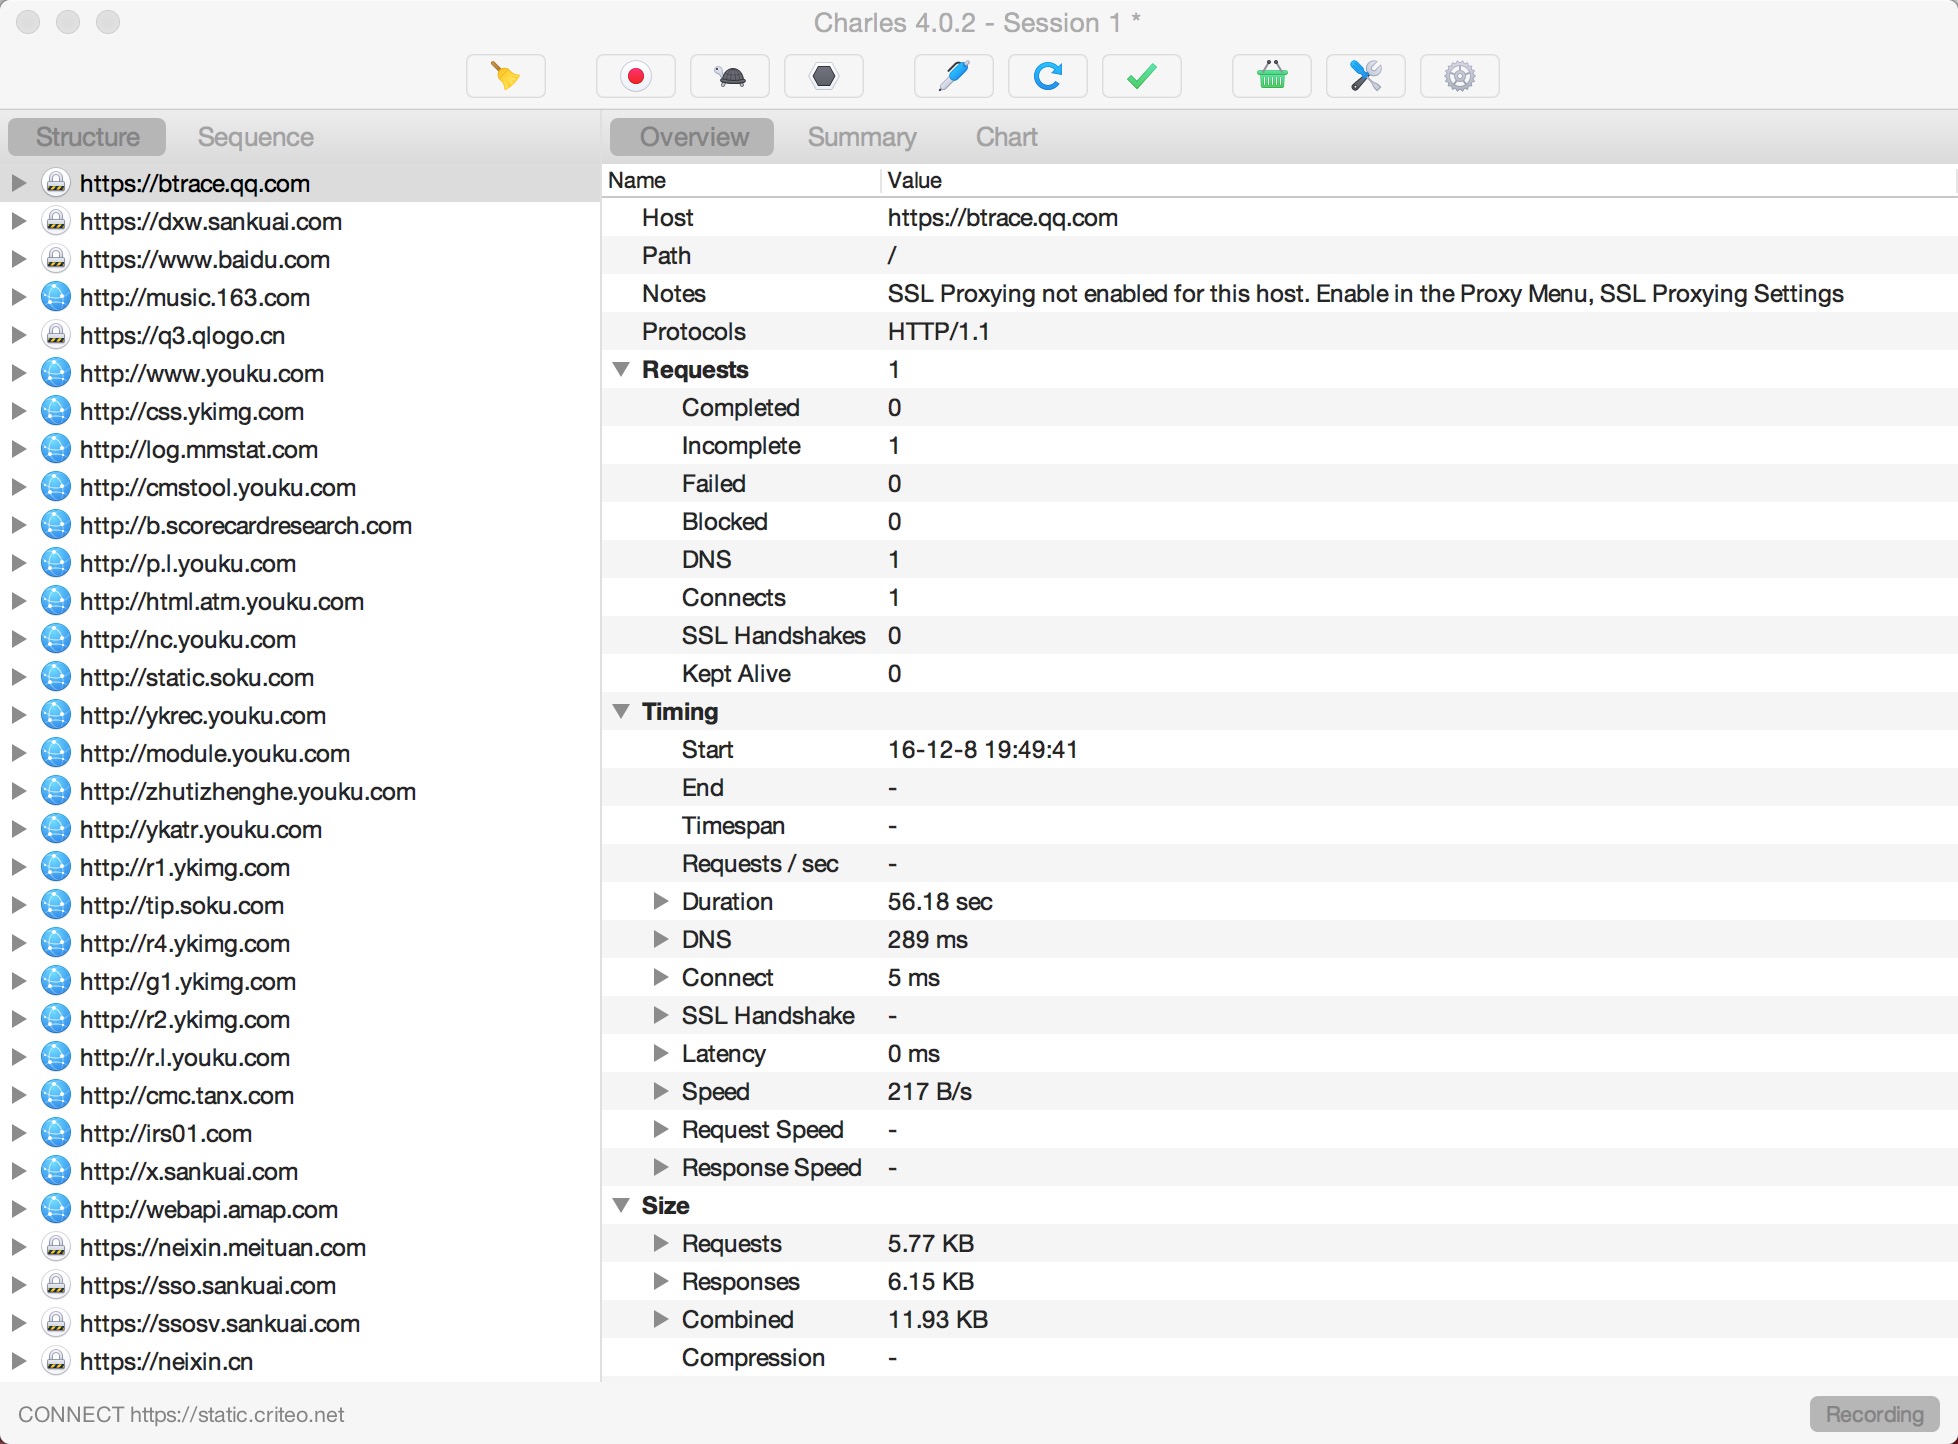 Charles 4.0.2 - Session 1 *
Structure
Sequence
https://btrace.qq.com
https://dxw.sankuai.com
https://www.baidu.com
http://music.163.com
https://q3.qlogo.cn
http://www.youku.com
http://css.ykimg.com
http://log.mmstat.com
http://cmstool.youku.com
http://b.scorecardresearch.com
http://p.l.youku.com
http://html.atm.youku.com
http://nc.youku.com
http://static.soku.com
http://ykrec.youku.com
http://module.youku.com
http://zhutizhenghe.youku.com
http://ykatr.youku.com
http://r1.ykimg.com
http://tip.soku.com
http://r4.ykimg.com
http://g1.ykimg.com
http://r2.ykimg.com
http://r.l.youku.com
http://cmc.tanx.com
http://irs01.com
http://x.sankuai.com
http://webapi.amap.com
https://neixin.meituan.com
https://sso.sankuai.com
https://ssosv.sankuai.com
https://neixin.cn
Overview
Summary
Chart
Name Value
Host https://btrace.qq.com
Path /
Notes SSL Proxying not enabled for this host. Enable in the Proxy Menu, SSL Proxying Settings
Protocols HTTP/1.1
Requests 1
Completed 0
Incomplete 1
Failed 0
Blocked 0
DNS 1
Connects 1
SSL Handshakes 0
Kept Alive 0
Timing
Start 16-12-8 19:49:41
End -
Timespan -
Requests / sec -
Duration 56.18 sec
DNS 289 ms
Connect 5 ms
SSL Handshake -
Latency 0 ms
Speed 217 B/s
Request Speed -
Response Speed -
Size
Requests 5.77 KB
Responses 6.15 KB
Combined 11.93 KB
Compression -
CONNECT https://static.criteo.net
Recording